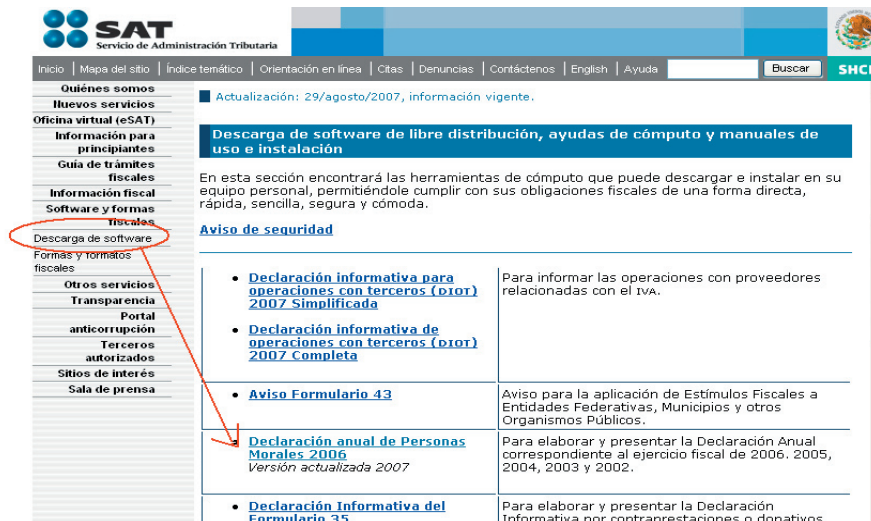 SAT
Servicio de Administración Tributaria
Inicio | Mapa del sitio | Índice temático | Orientación en línea | Citas | Denuncias | Contáctenos | English | Ayuda
Buscar
SHCP
Quiénes somos
Nuevos servicios
Oficina virtual (eSAT)
Información para
principiantes
Guía de trámites
fiscales
Información fiscal
Software y formas
fiscales
Descarga de software
Formas y formatos
fiscales
Otros servicios
Transparencia
Portal
anticorrupción
Terceros
autorizados
Sitios de interés
Sala de prensa
Actualización: 29/agosto/2007, información vigente.
Descarga de software de libre distribución, ayudas de cómputo y manuales de
uso e instalación
En esta sección encontrará las herramientas de cómputo que puede descargar e instalar en su
equipo personal, permitiéndole cumplir con sus obligaciones fiscales de una forma directa,
rápida, sencilla, segura y cómoda.
Aviso de seguridad
Declaración informativa para
operaciones con terceros (DIOT)
2007 Simplificada
Declaración informativa de
operaciones con terceros (DIOT)
2007 Completa
Para informar las operaciones con proveedores
relacionadas con el IVA.
Aviso Formulario 43
Aviso para la aplicación de Estímulos Fiscales a
Entidades Federativas, Municipios y otros
Organismos Públicos.
Declaración anual de Personas
Morales 2006
Versión actualizada 2007
Para elaborar y presentar la Declaración Anual
correspondiente al ejercicio fiscal de 2006. 2005,
2004, 2003 y 2002.
Declaración Informativa del
Formulario 35
Para elaborar y presentar la Declaración
Informativa por contraprestaciones o donativos